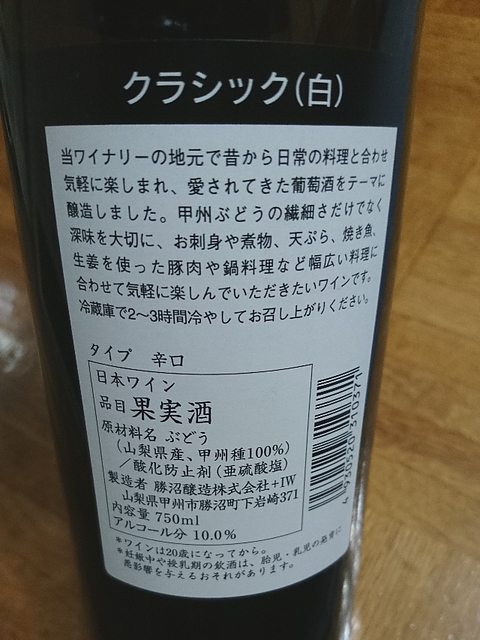 クラシック(白)
当ワイナリーの地元で昔から日常の料理と合わせ
気軽に楽しまれ、愛されてきた葡萄酒をテーマに
醸造しました。甲州ぶどうの繊細さだけでなく
深味を大切に、お刺身や煮物、天ぷら、焼き魚、
生姜を使った豚肉や鍋料理など幅広い料理に
合わせて気軽に楽しんでいただきたいワインです。
冷蔵庫で2〜3時間冷やしてお召し上がりください。
タイプ 辛口
日本ワイン
品目 果実酒
原材料名 ぶどう
(山梨県産、甲州種100%)
/酸化防止剤(亜硫酸塩)
製造者 勝沼醸造株式会社+IW
山梨県甲州市勝沼町下岩崎371
内容量 750ml
アルコール分 10.0%
*ワインは20歳になってから。
*妊娠中や授乳期の飲酒は、胎児・乳児の発育に
悪影響を与えるおそれがあります。
4 930520 310371